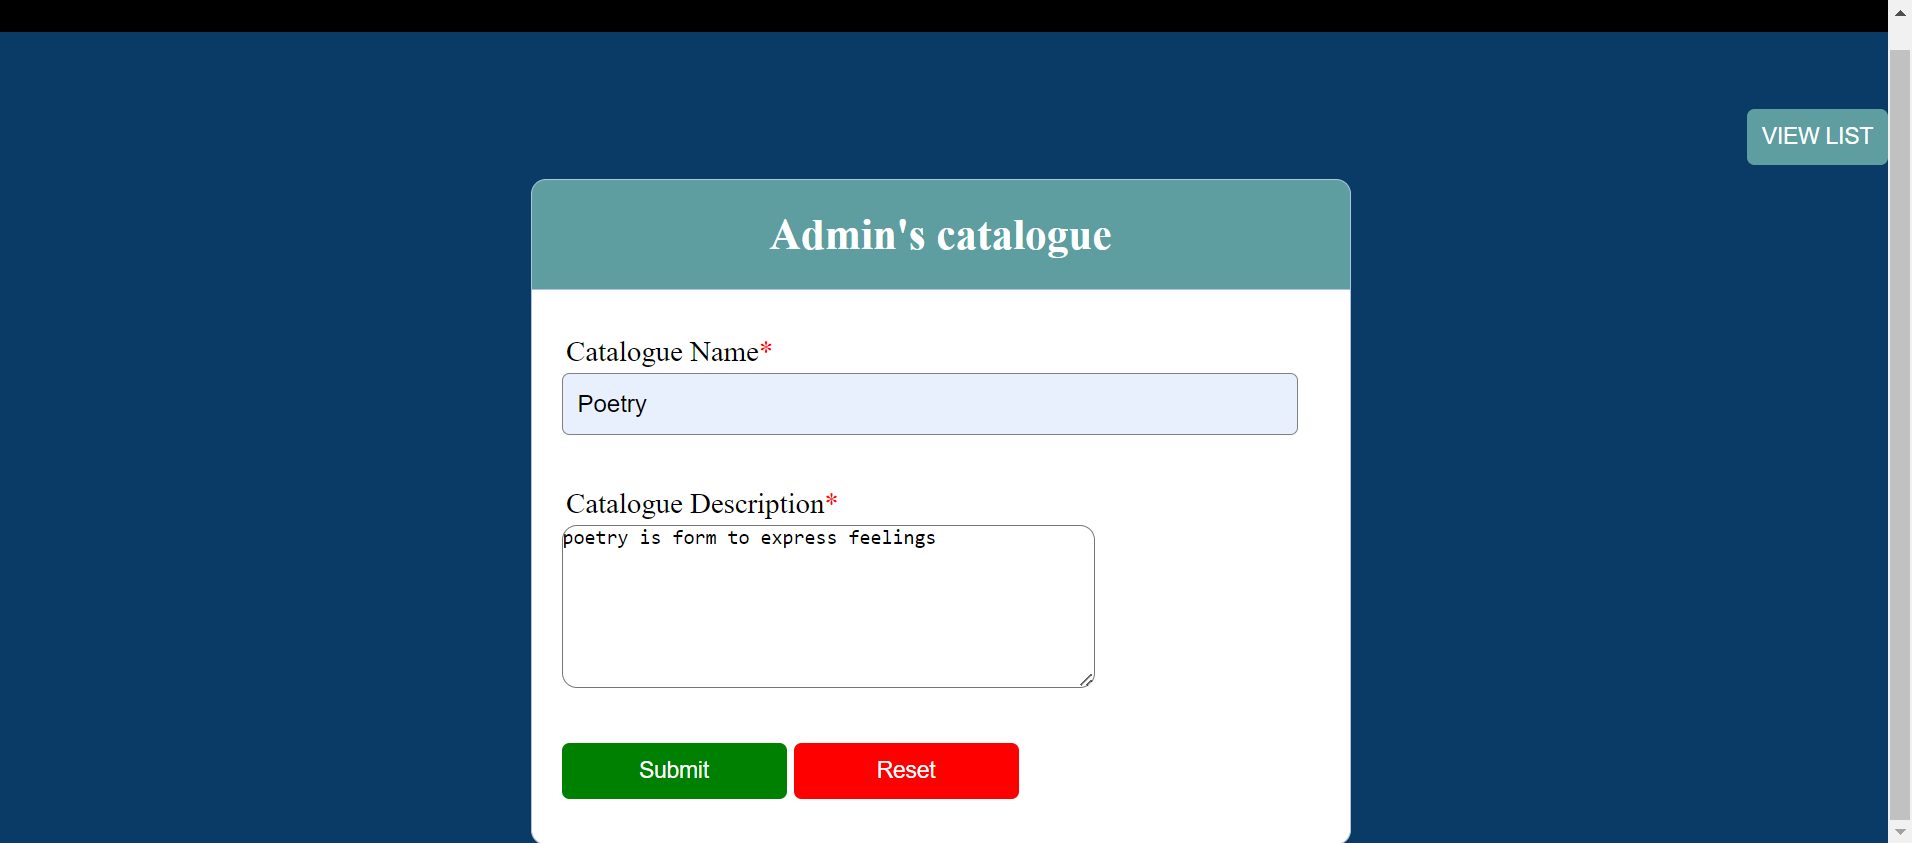 VIEW LIST
Admin's catalogue
Catalogue Name*
Poetry
Catalogue Description*
poetry is form to express feelings
Submit Reset